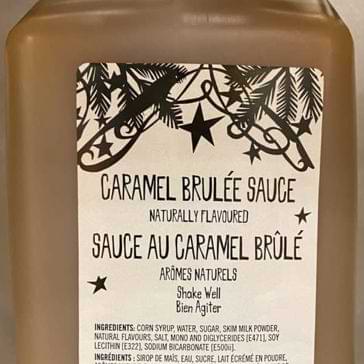 CARAMEL BRULÉE SAUCE
NATURALLY FLAVOURED
SAUCE AU CARAMEL BRÛLÉ
ARÔMES NATURELS
Shake Well
Bien Agiter
INGREDIENTS: CORN SYRUP, WATER, SUGAR, SKIM MILK POWDER,
NATURAL FLAVOURS, SALT, MONO AND DIGLYCERIDES [E471], SOY
LECITHIN [E322], SODIUM BICARBONATE [E500ii].
INGRÉDIENTS : SIROP DE MAÏS, EAU, SUCRE, LAIT ÉCRÉMÉ EN POUDRE,